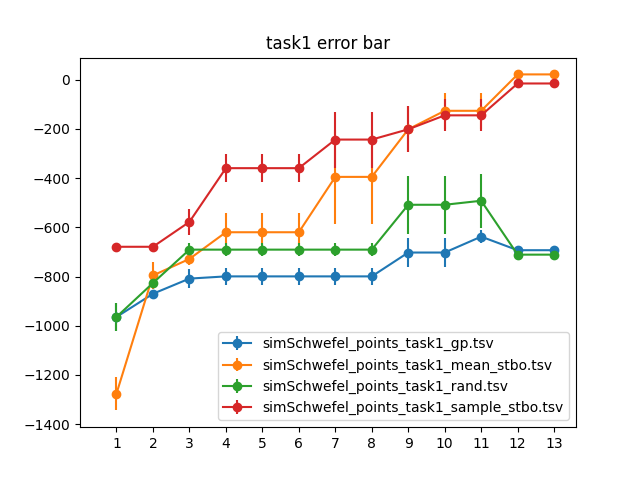 task1 error bar
0
−200
−400
−600
−800
−1000
−1200
−1400
simSchwefel_points_task1_gp.tsv
simSchwefel_points_task1_mean_stbo.tsv
simSchwefel_points_task1_rand.tsv
simSchwefel_points_task1_sample_stbo.tsv
1 2 3 4 5 6 7 8 9 10 11 12 13